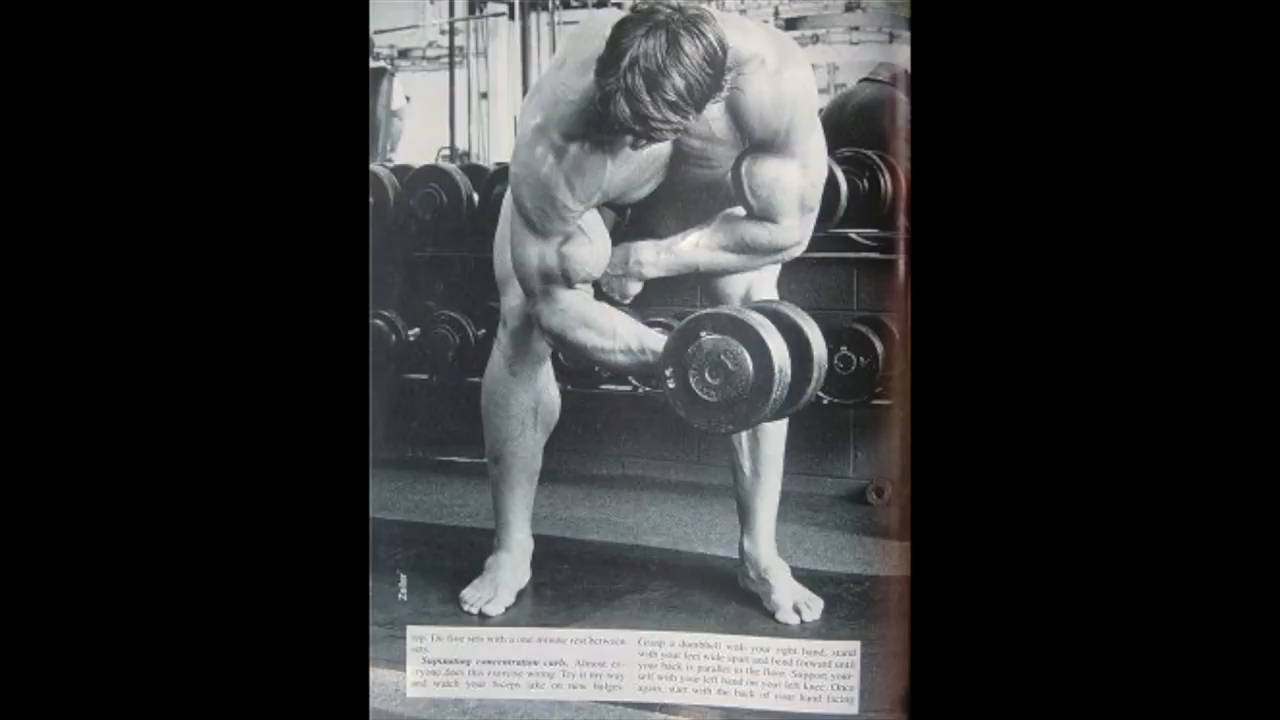 Zeller
top. Do five sets with a one-minute rest between
sets.
Supinating concentration curls. Almost ev-
eryone does this exercise wrong. Try it my way
and watch your biceps take on new bulges.
Grasp a dumbbell with your right hand, stand
with your feet wide apart and bend forward until
your back is parallel to the floor. Support your-
self with your left hand on your left knee. Once
again, start with the back of your hand facing